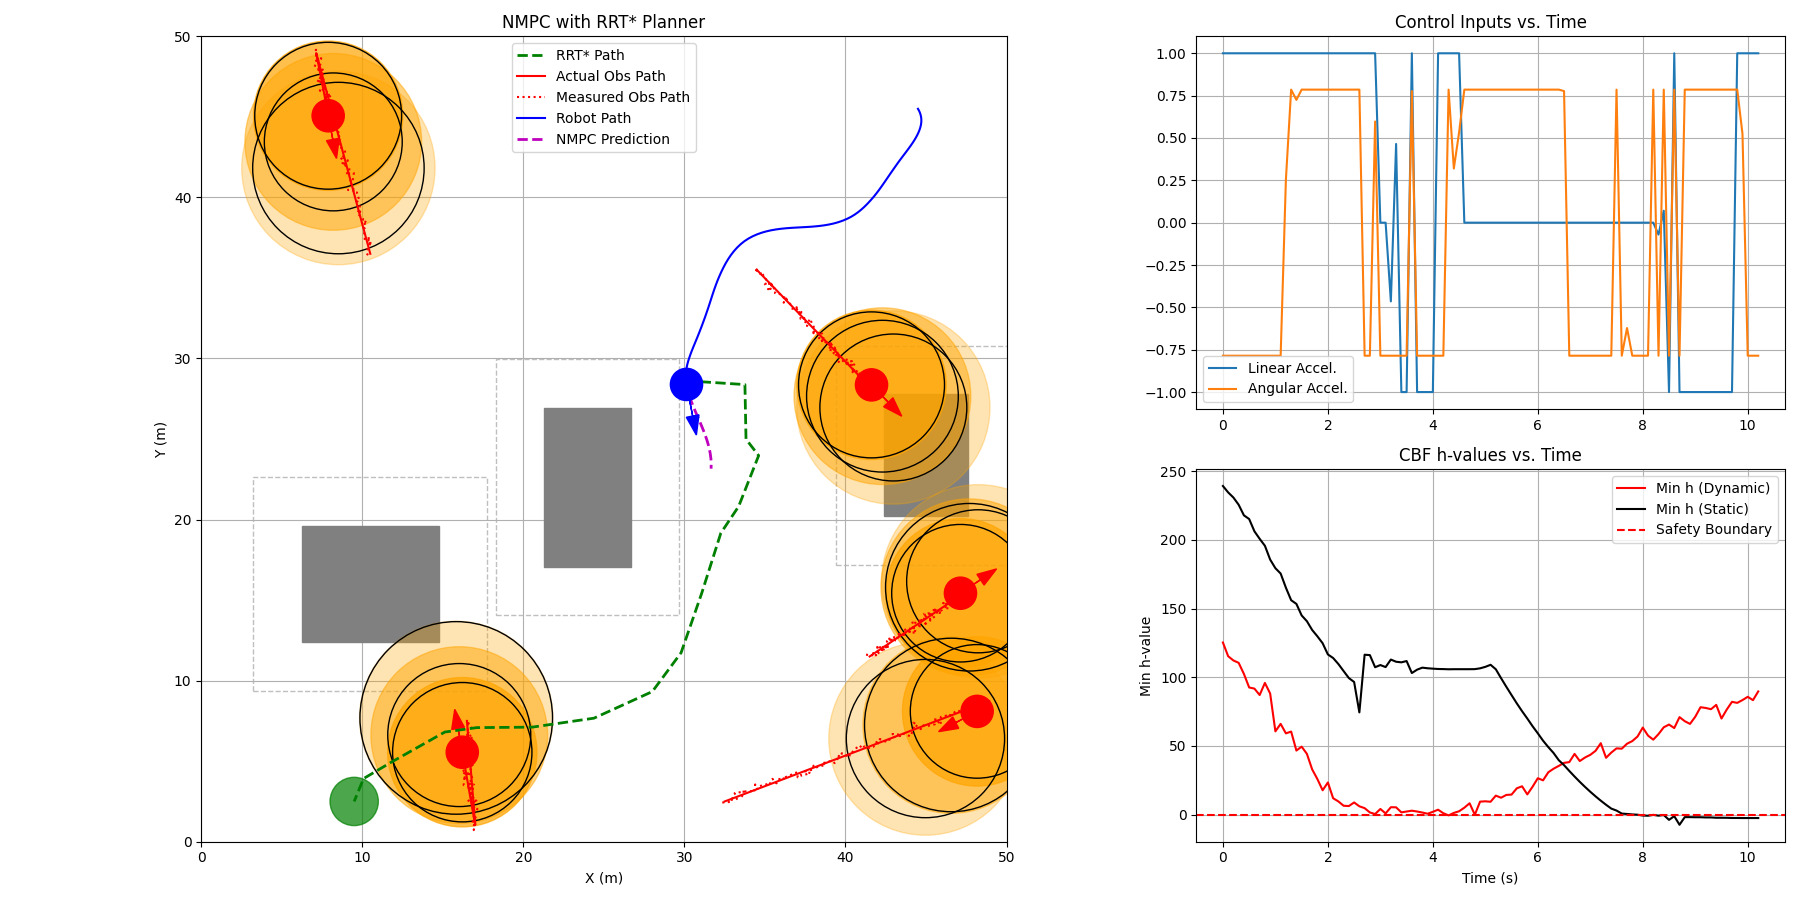 NMPC with RRT* Planner
RRT* Path
Actual Obs Path
Measured Obs Path
Robot Path
NMPC Prediction
50
40
30
20
10
0
Y (m)
0 10 20 30 40 50
X (m)
Control Inputs vs. Time
1.00
0.75
0.50
0.25
0.00
−0.25
−0.50
−0.75
−1.00
Linear Accel.
Angular Accel.
0 2 4 6 8 10
CBF h-values vs. Time
Min h (Dynamic)
Min h (Static)
Safety Boundary
250
200
150
100
50
0
Min h-value
0 2 4 6 8 10
Time (s)